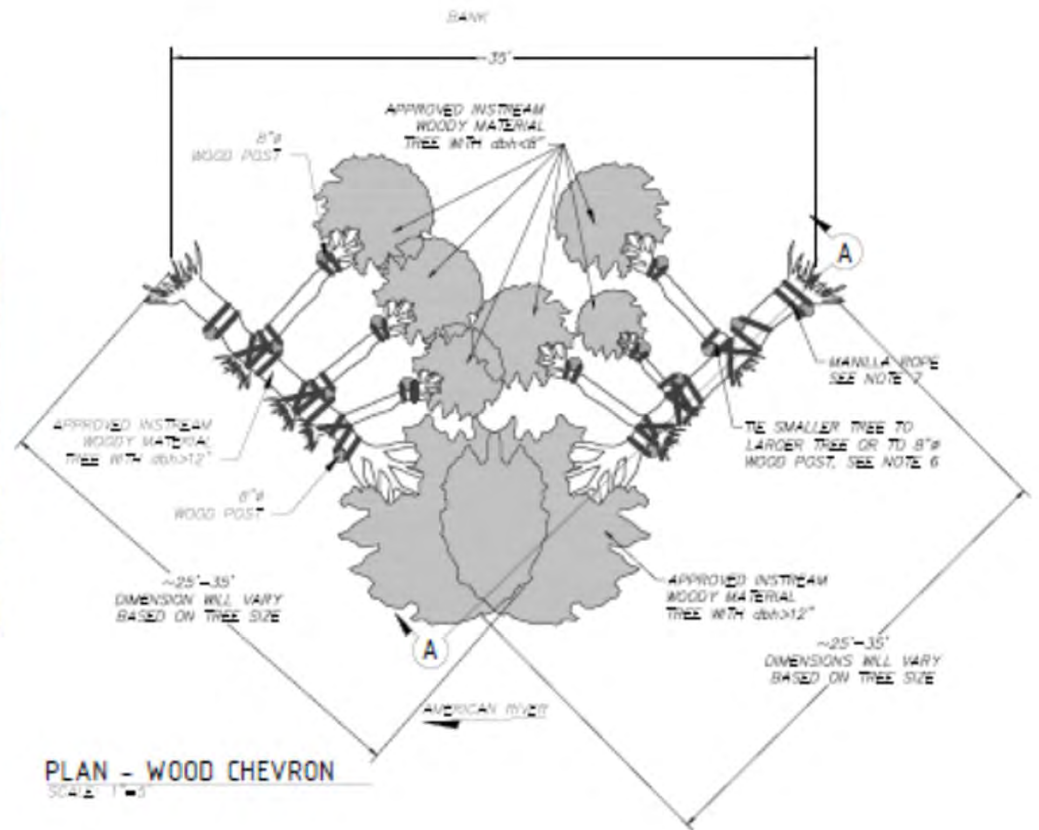 BANK
~35'
APPROVED INSTREAM
WOODY MATERIAL
TREE WITH dbh<8"
8"ø
WOOD POST
A
MANILLA ROPE
SEE NOTE 7
TIE SMALLER TREE TO
LARGER TREE OR TO 8"ø
WOOD POST, SEE NOTE 6
APPROVED INSTREAM
WOODY MATERIAL
TREE WITH dbh>12"
8"ø
WOOD POST
~25'-35'
DIMENSION WILL VARY
BASED ON TREE SIZE
APPROVED INSTREAM
WOODY MATERIAL
TREE WITH dbh>12"
A
~25'-35'
DIMENSIONS WILL VARY
BASED ON TREE SIZE
AMERICAN RIVER
PLAN - WOOD CHEVRON
SCALE: 1"=5'